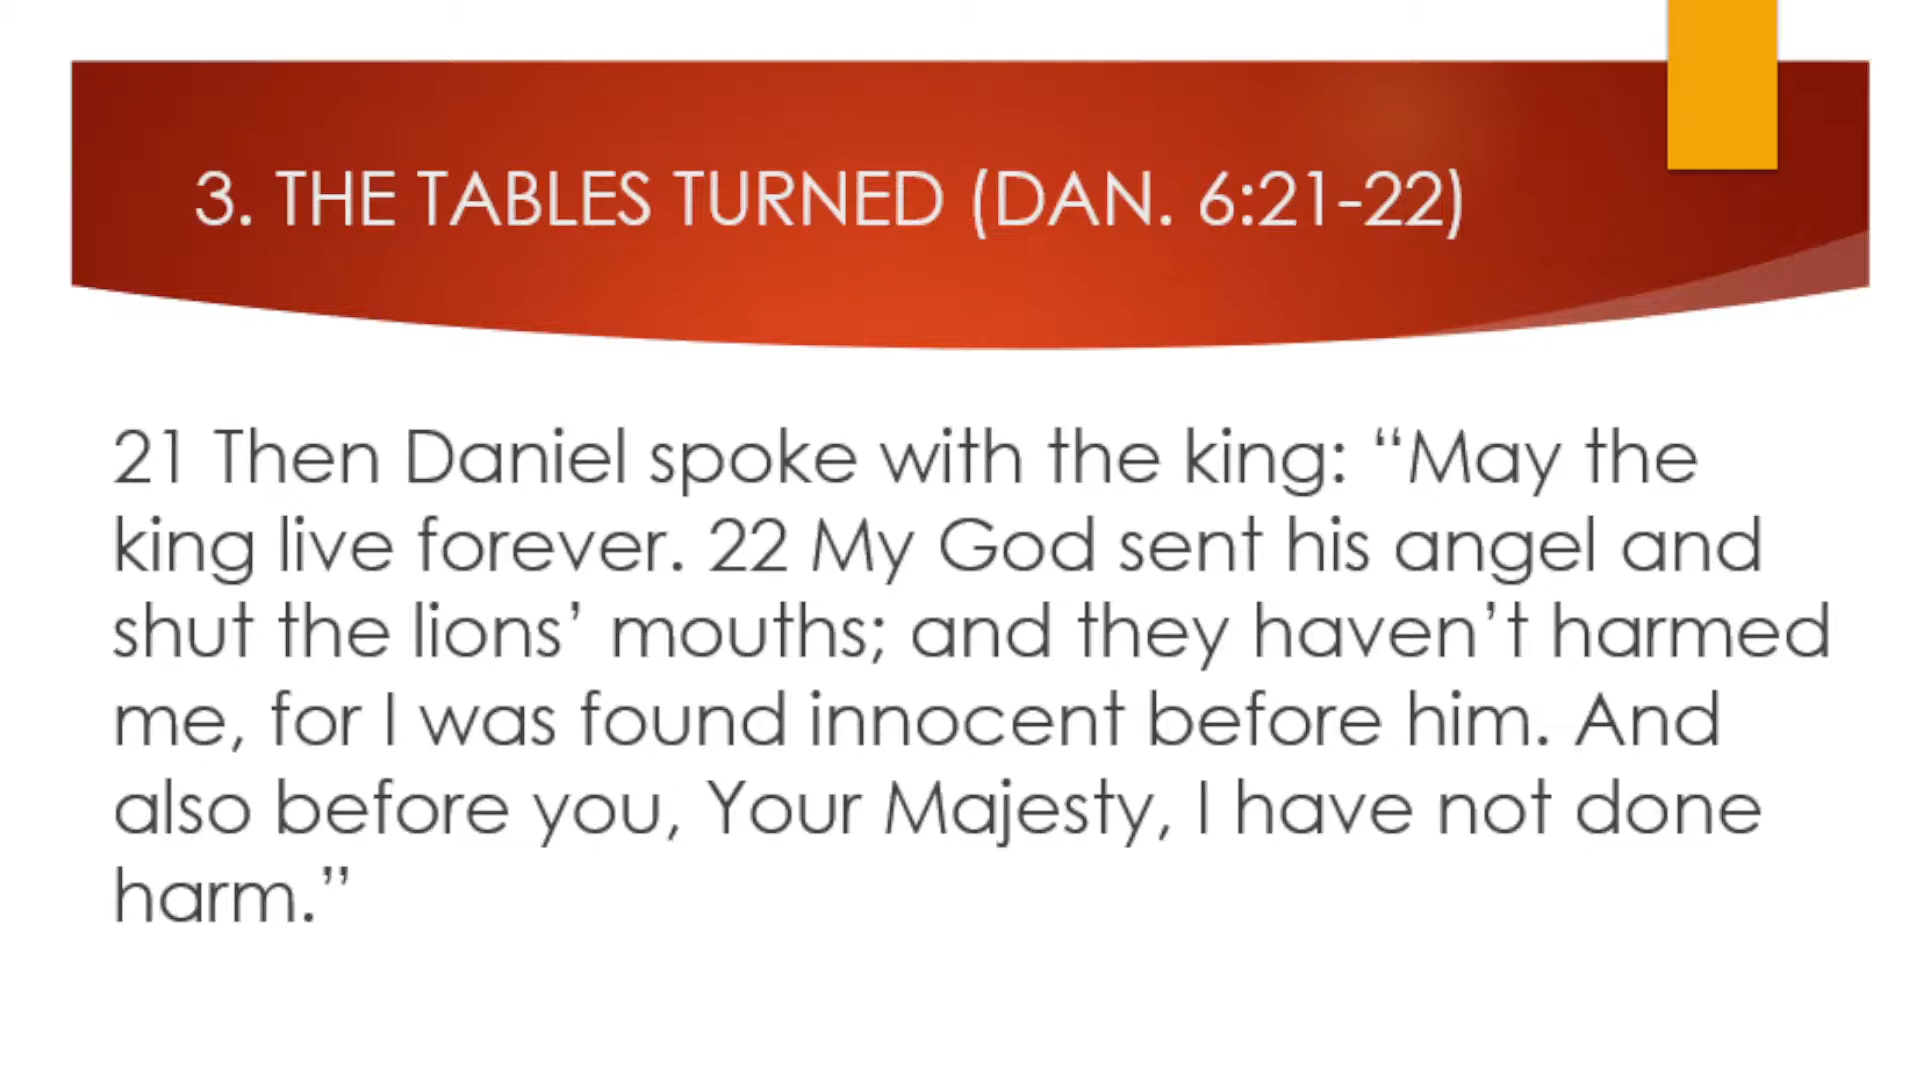 3. THE TABLES TURNED (DAN. 6:21-22)
21 Then Daniel spoke with the king: “May the
king live forever. 22 My God sent his angel and
shut the lions’ mouths; and they haven’t harmed
me, for I was found innocent before him. And
also before you, Your Majesty, I have not done
harm.”